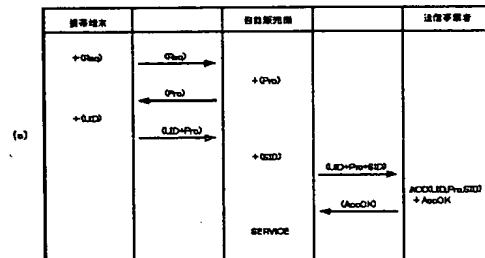 携帯端末 自動販売機 通信事業者
+(Req) (Req)
+(Pro)
(Pro)
+(UID)
(a) (UID+Pro)
+(SID) (UID+Pro+SID)
ACC(UID,Pro,SID)
(AccOK) + AccOK
SERVICE